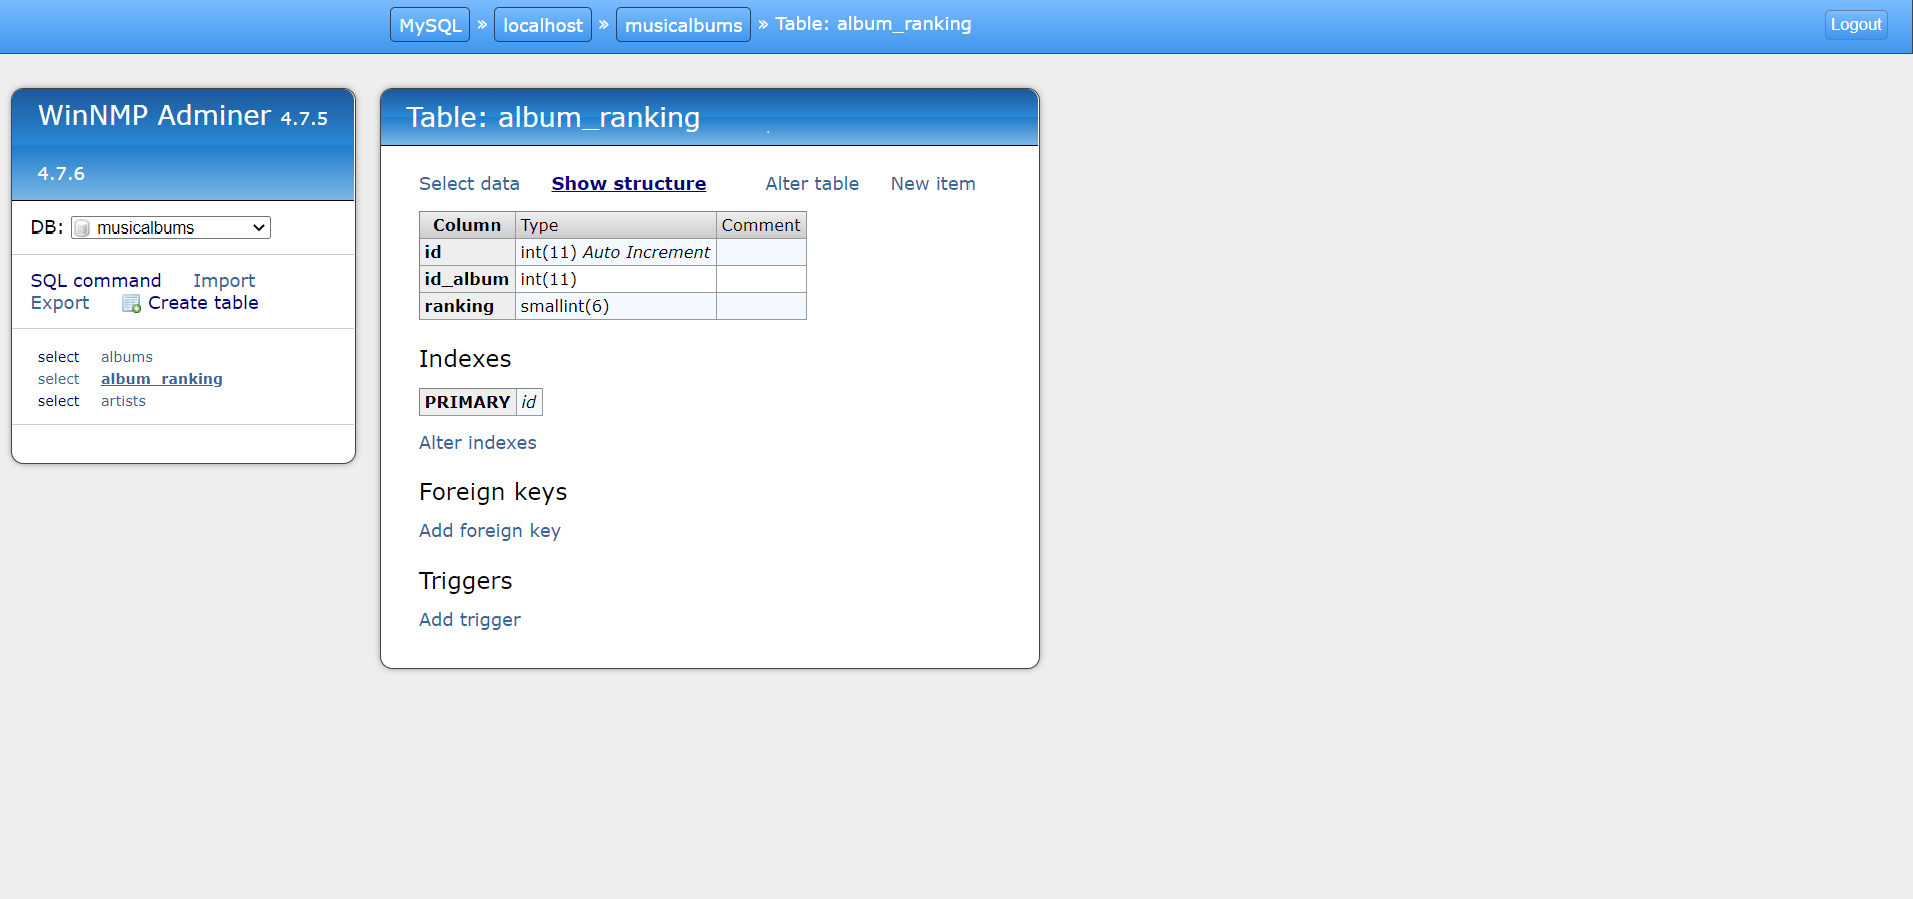 MySQL » localhost » musicalbums » Table: album_ranking
Logout
WinNMP Adminer 4.7.5
4.7.6
DB: musicalbums
SQL command Import
Export Create table
select albums
select album_ranking
select artists
Table: album_ranking
Select data Show structure Alter table New item
Column Type Comment
id int(11) Auto Increment
id_album int(11)
ranking smallint(6)
Indexes
PRIMARY id
Alter indexes
Foreign keys
Add foreign key
Triggers
Add trigger